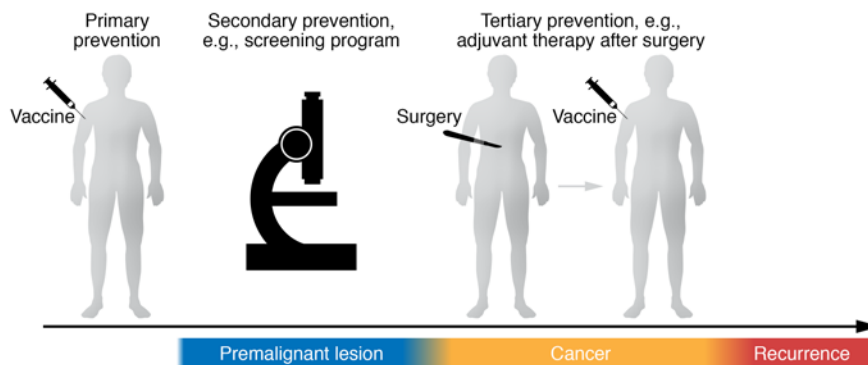 Primary
prevention
Secondary prevention,
e.g., screening program
Tertiary prevention, e.g.,
adjuvant therapy after surgery
Vaccine
Surgery
Vaccine
Premalignant lesion
Cancer
Recurrence